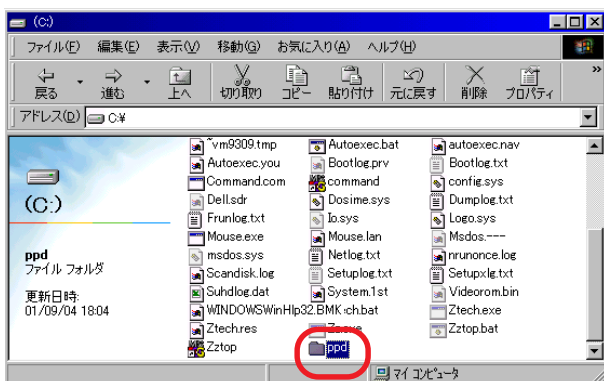 (C:)
ファイル(F) 編集(E) 表示(V) 移動(G) お気に入り(A) ヘルプ(H)
戻る 進む 上へ 切り取り コピー 貼り付け 元に戻す 削除 プロパティ »
アドレス(D) C:¥
(C:)
ppd
ファイル フォルダ
更新日時:
01/09/04 18:04
~vm9309.tmp Autoexec.bat autoexec.nav
Autoexec.you Bootlog.prv Bootlog.txt
Command.com command config.sys
Dell.sdr Dosime.sys Dumplog.txt
Frunlog.txt Io.sys Logo.sys
Mouse.exe Mouse.lan Msdos.---
msdos.sys Netlog.txt nrunonce.log
Scandisk.log Setuplog.txt Setupxlg.txt
Suhdlog.dat System.1st Videorom.bin
WINDOWSWinHlp32.BMK ch.bat Ztech.exe
Ztech.res Zztop.bat
Zztop ppd
マイ コンピュータ